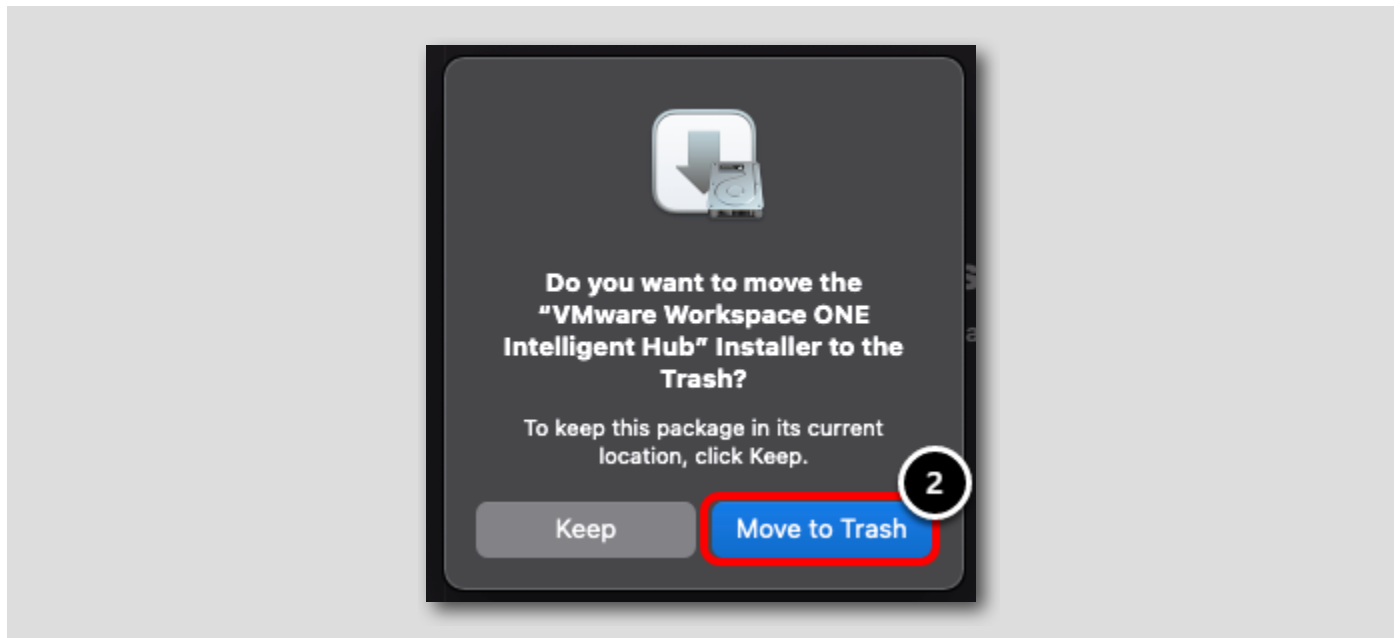 Do you want to move the
“VMware Workspace ONE
Intelligent Hub” Installer to the
Trash?
To keep this package in its current
location, click Keep.
2
Keep
Move to Trash